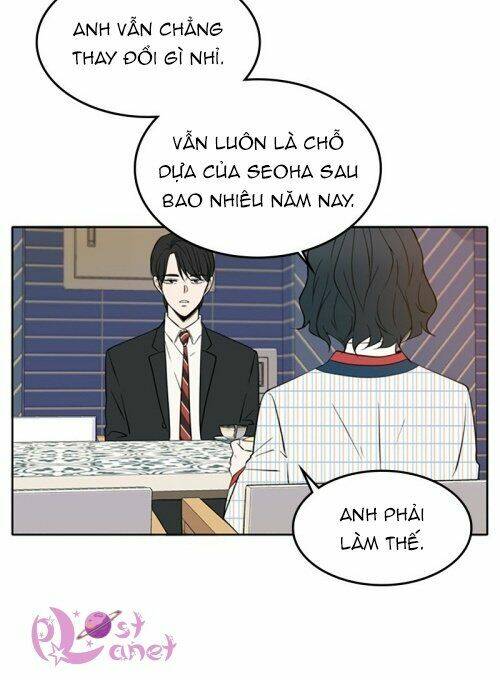 ANH VẪN CHẲNG
THAY ĐỔI GÌ NHỈ.
VẪN LUÔN LÀ CHỖ
DỰA CỦA SEOHA SAU
BAO NHIÊU NĂM NAY.
ANH PHẢI
LÀM THẾ.
Lost
Planet